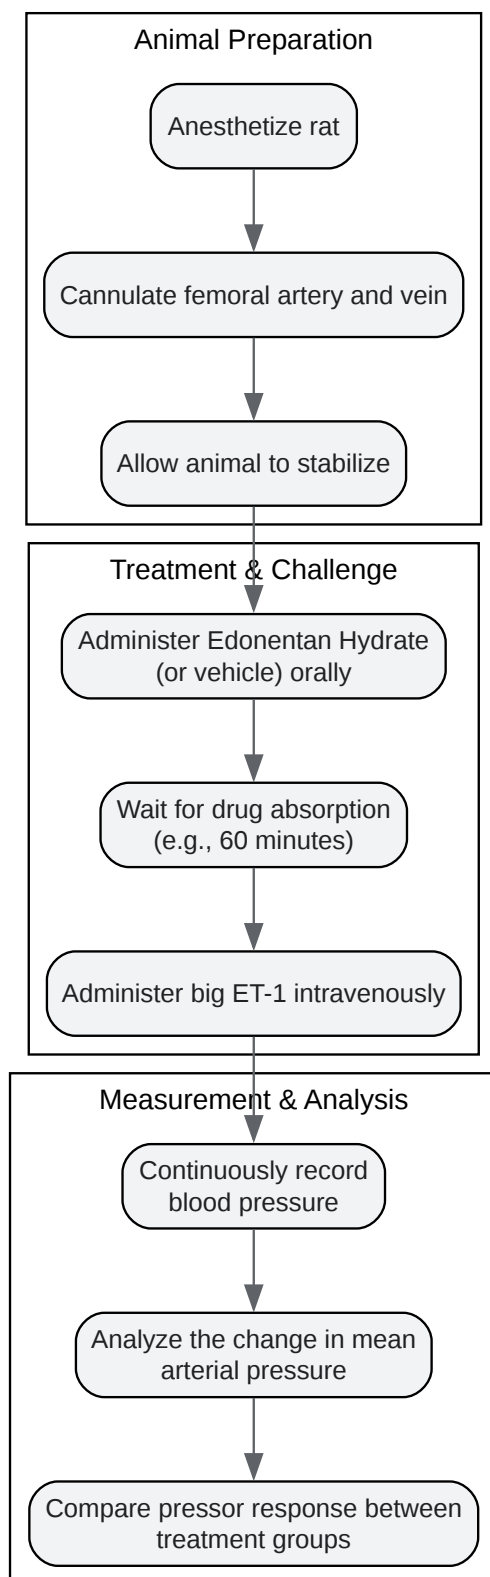 Animal Preparation
Anesthetize rat
Cannulate femoral artery and vein
Allow animal to stabilize
Treatment & Challenge
Administer Edonentan Hydrate
(or vehicle) orally
Wait for drug absorption
(e.g., 60 minutes)
Administer big ET-1 intravenously
Measurement & Analysis
Continuously record
blood pressure
Analyze the change in mean
arterial pressure
Compare pressor response between
treatment groups